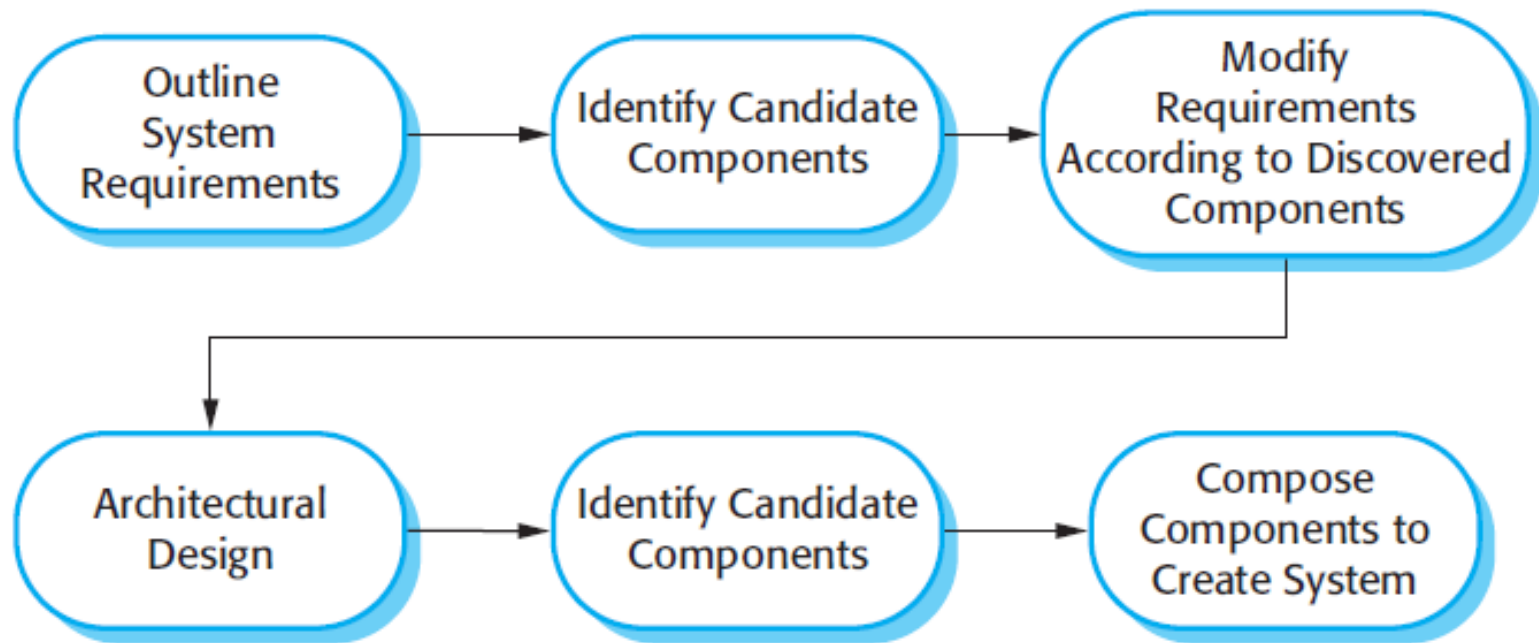 Outline
System
Requirements
Identify Candidate
Components
Modify
Requirements
According to Discovered
Components
Architectural
Design
Identify Candidate
Components
Compose
Components to
Create System